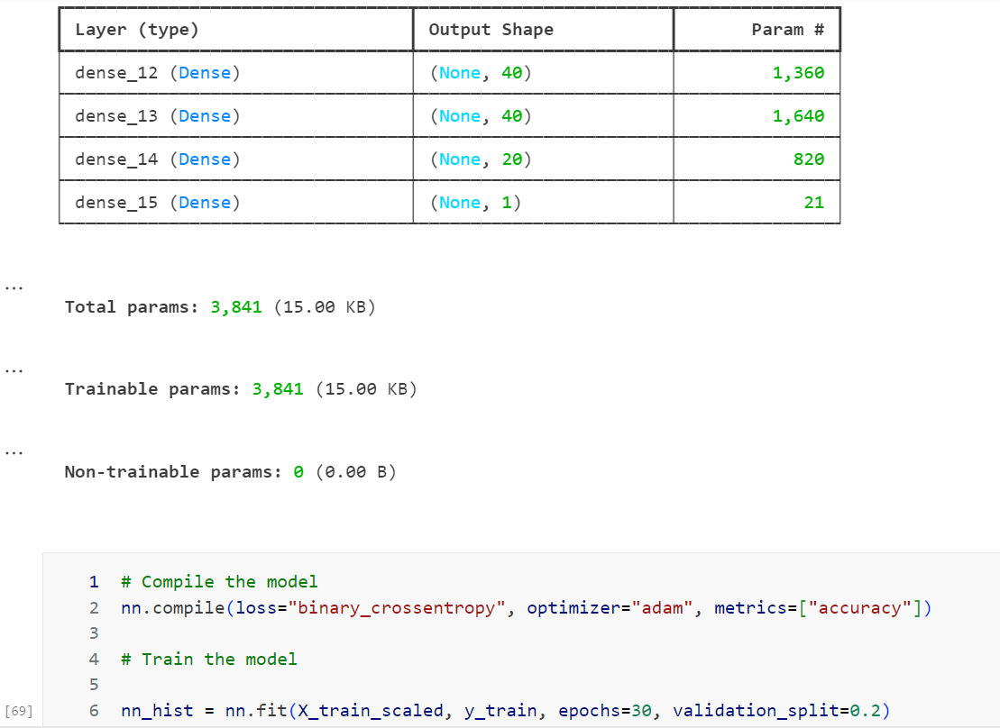 Layer (type) Output Shape Param #
dense_12 (Dense) (None, 40) 1,360
dense_13 (Dense) (None, 40) 1,640
dense_14 (Dense) (None, 20) 820
dense_15 (Dense) (None, 1) 21
...
Total params: 3,841 (15.00 KB)
...
Trainable params: 3,841 (15.00 KB)
...
Non-trainable params: 0 (0.00 B)
1 # Compile the model
2 nn.compile(loss="binary_crossentropy", optimizer="adam", metrics=["accuracy"])
3
4 # Train the model
5
[69] 6 nn_hist = nn.fit(X_train_scaled, y_train, epochs=30, validation_split=0.2)